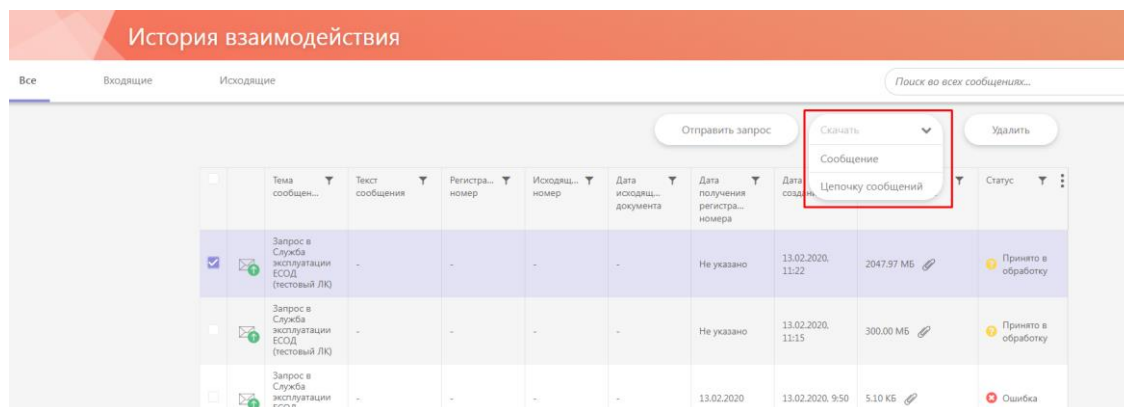 История взаимодействия
Все Входящие Исходящие Поиск во всех сообщениях...
Отправить запрос Скачать Удалить
Сообщение
Цепочку сообщений
Тема Текст Регистра... Исходящ... Дата Дата Дата Статус
сообщен... сообщения номер номер исходящ... получения
документа регистра...
номера
Запрос в
Служба
эксплуатации
ЕСОД
(тестовый ЛК)
- - - - Не указано 13.02.2020, 2047.97 МБ Принято в
11:22 обработку
Запрос в
Служба
эксплуатации
ЕСОД
(тестовый ЛК)
- - - - Не указано 13.02.2020, 300.00 МБ Принято в
11:15 обработку
Запрос в
Служба
эксплуатации
ЕСОД
- - - - 13.02.2020 13.02.2020, 9:50 5.10 КБ Ошибка